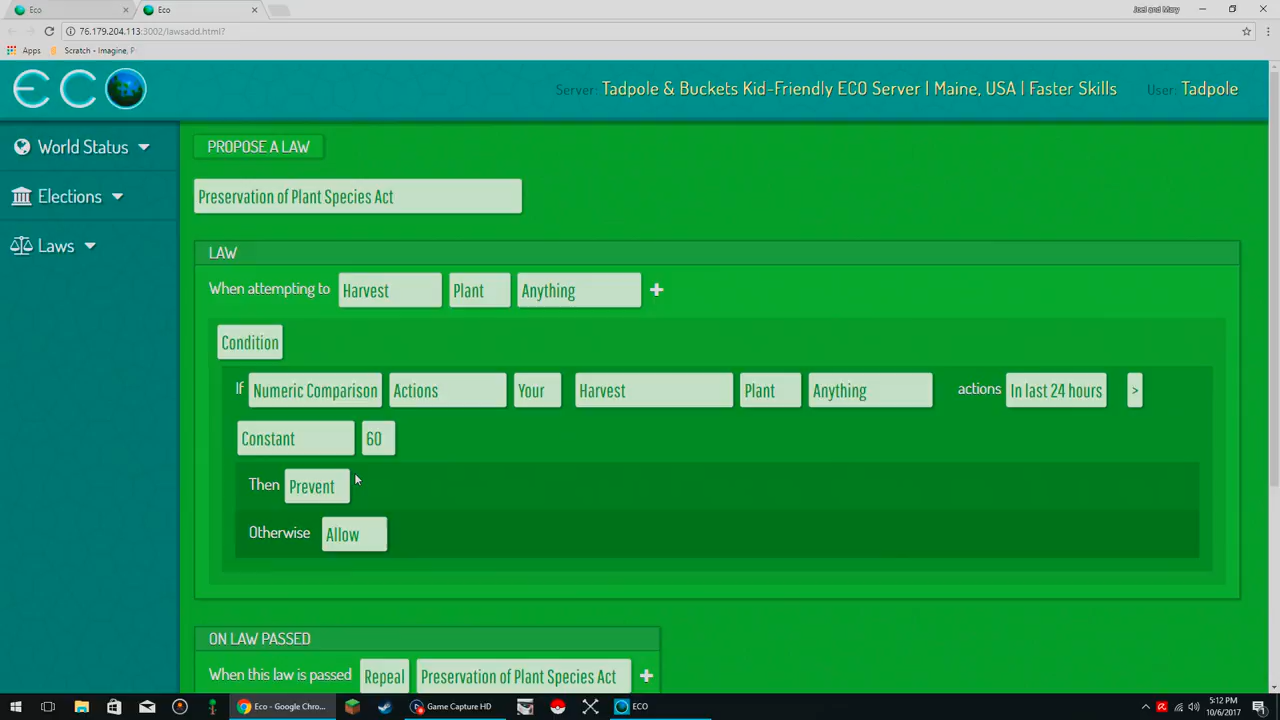 Eco
Eco
Joel and Mary
76.179.204.113:3002/lawsadd.html?
Apps Scratch - Imagine, P
ECO
Server: Tadpole & Buckets Kid-Friendly ECO Server | Maine, USA | Faster Skills User: Tadpole
World Status
Elections
Laws
PROPOSE A LAW
Preservation of Plant Species Act
LAW
When attempting to Harvest Plant Anything +
Condition
If Numeric Comparison Actions Your Harvest Plant Anything actions In last 24 hours >
Constant 60
Then Prevent
Otherwise Allow
ON LAW PASSED
When this law is passed Repeal Preservation of Plant Species Act +
Eco - Google Chro... Game Capture HD ECO
5:12 PM
10/6/2017